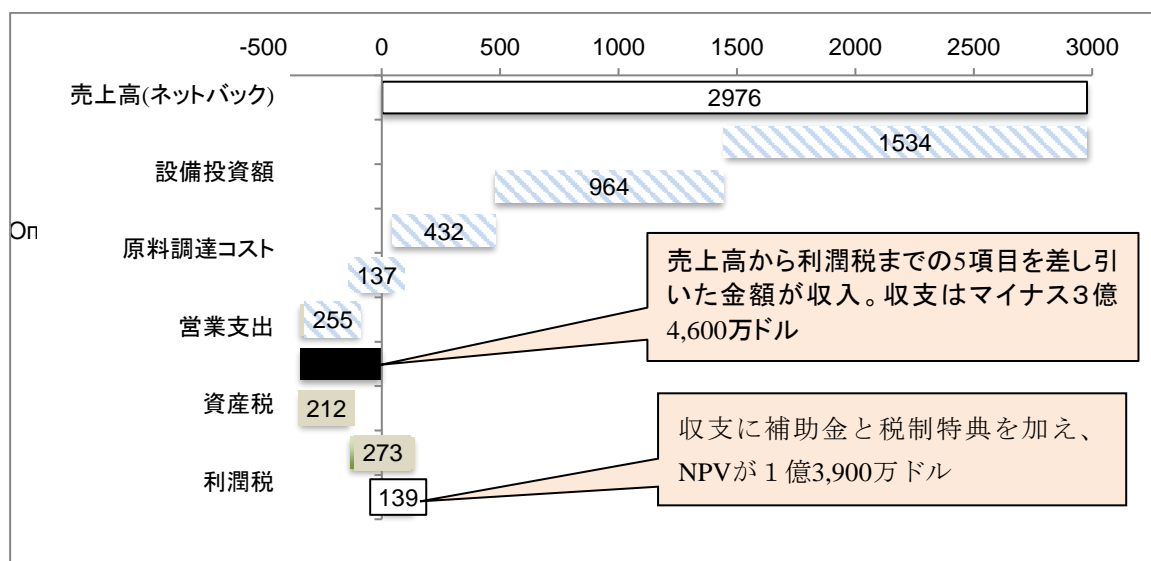 -500 0 500 1000 1500 2000 2500 3000
売上高(ネットバック)
2976
1534
設備投資額
964
Оп
432
原料調達コスト
137
売上高から利潤税までの5項目を差し引
いた金額が収入。収支はマイナス３億
4,600万ドル
営業支出
255
資産税
212
収支に補助金と税制特典を加え、
NPVが１億3,900万ドル
273
利潤税
139